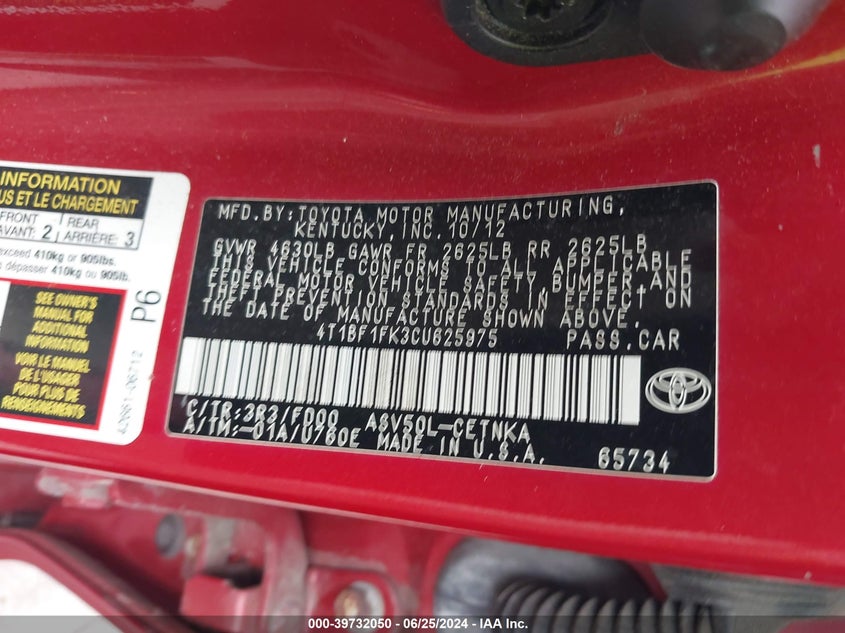 INFORMATION
US ET LE CHARGEMENT
FRONT
AVANT: 2
REAR
ARRIÈRE: 3
exceed 410kg or 905lbs.
s dépasser 410kg ou 905lb.
SEE OWNER'S
MANUAL FOR
ADDITIONAL
INFORMATION
VOIR LE MANUEL
DE L'USAGER
POUR PLUS DE
RENSEIGNEMENTS
P6
42661-06712
MFD.BY: TOYOTA MOTOR MANUFACTURING,
KENTUCKY, INC. 10/12
GVWR 4630LB GAWR FR 2625LB RR 2625LB
THIS VEHICLE CONFORMS TO ALL APPLICABLE
FEDERAL MOTOR VEHICLE SAFETY, BUMPER, AND
THEFT PREVENTION STANDARDS IN EFFECT ON
THE DATE OF MANUFACTURE SHOWN ABOVE.
4T1BF1FK3CU625975 PASS.CAR
C/TR: 3R3/FD00 ASV50L-CETNKA
A/TM: -01A/U760E MADE IN U.S.A. 65734
000-39732050 - 06/25/2024 - IAA, Inc.